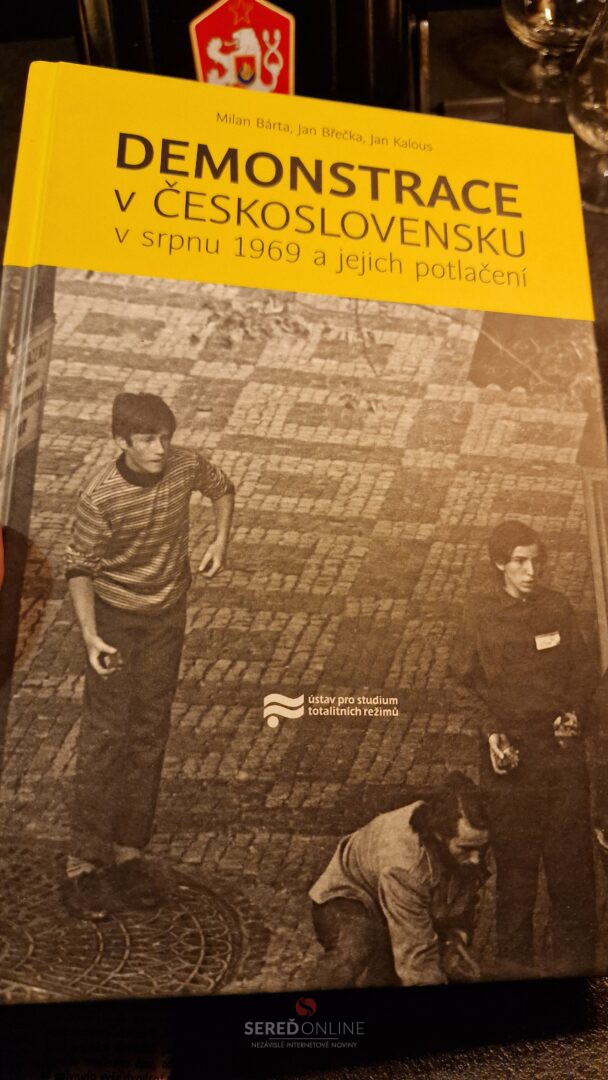 Milan Bárta, Jan Břečka, Jan Kalous
DEMONSTRACE
v ČESKOSLOVENSKU
v srpnu 1969 a jejich potlačení
ústav pro studium
totalitních režimů
SEREĎONLINE
NEZÁVISLÉ INTERNETOVÉ NOVINY